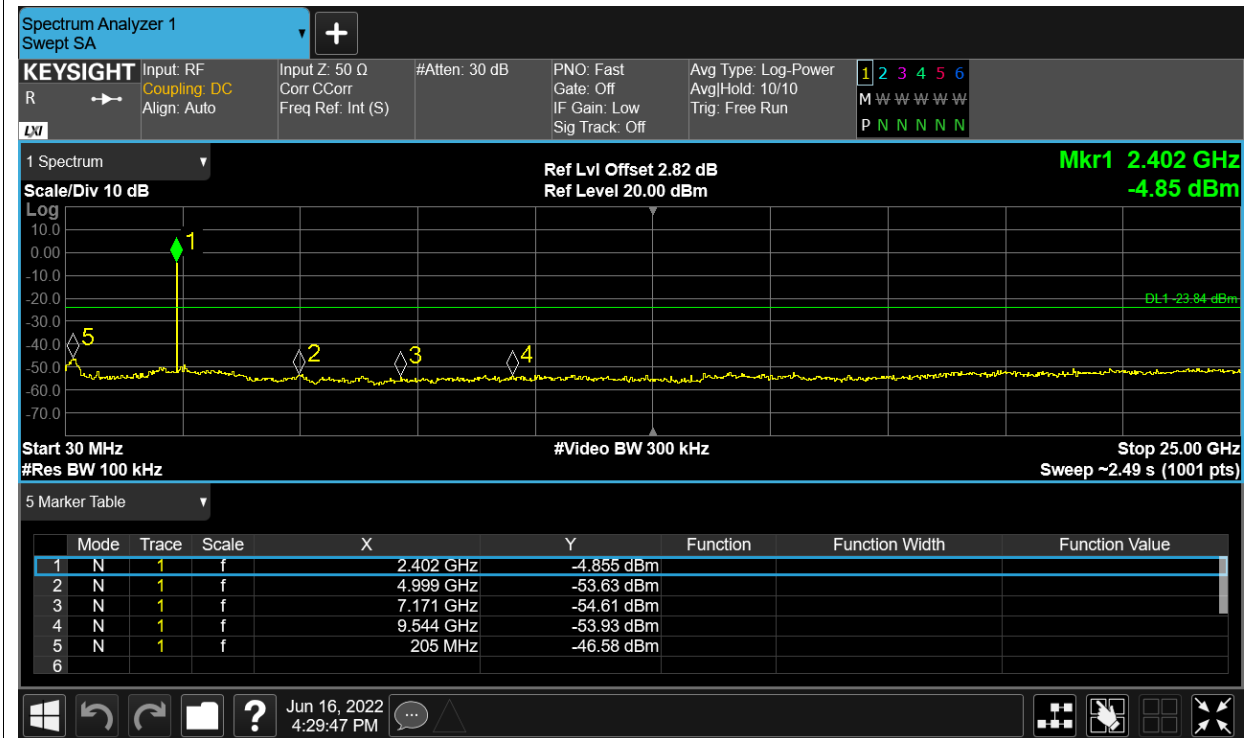 Spectrum Analyzer 1
Swept SA
KEYSIGHT
R
LXI
Input: RF
Coupling: DC
Align: Auto
Input Z: 50 Ω
Corr CCorr
Freq Ref: Int (S)
#Atten: 30 dB
PNO: Fast
Gate: Off
IF Gain: Low
Sig Track: Off
Avg Type: Log-Power
Avg|Hold: 10/10
Trig: Free Run
1 2 3 4 5 6
M W W W W W
P N N N N N
1 Spectrum
Scale/Div 10 dB
Ref Lvl Offset 2.82 dB
Ref Level 20.00 dBm
Mkr1 2.402 GHz
-4.85 dBm
Log
10.0
0.00
-10.0
-20.0
-30.0
-40.0
-50.0
-60.0
-70.0
1
DL1 -23.84 dBm
5
2
3
4
Start 30 MHz
#Video BW 300 kHz
Stop 25.00 GHz
#Res BW 100 kHz
Sweep ~2.49 s (1001 pts)
5 Marker Table
Mode Trace Scale X Y Function Function Width Function Value
1 N 1 f 2.402 GHz -4.855 dBm
2 N 1 f 4.999 GHz -53.63 dBm
3 N 1 f 7.171 GHz -54.61 dBm
4 N 1 f 9.544 GHz -53.93 dBm
5 N 1 f 205 MHz -46.58 dBm
6
?
Jun 16, 2022
4:29:47 PM